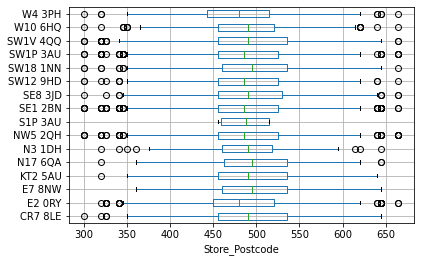 W4 3PH
W10 6HQ
SW1V 4QQ
SW1P 3AU
SW18 1NN
SW12 9HD
SE8 3JD
SE1 2BN
S1P 3AU
NW5 2QH
N3 1DH
N17 6QA
KT2 5AU
E7 8NW
E2 0RY
CR7 8LE
300 350 400 450 500 550 600 650
Store_Postcode